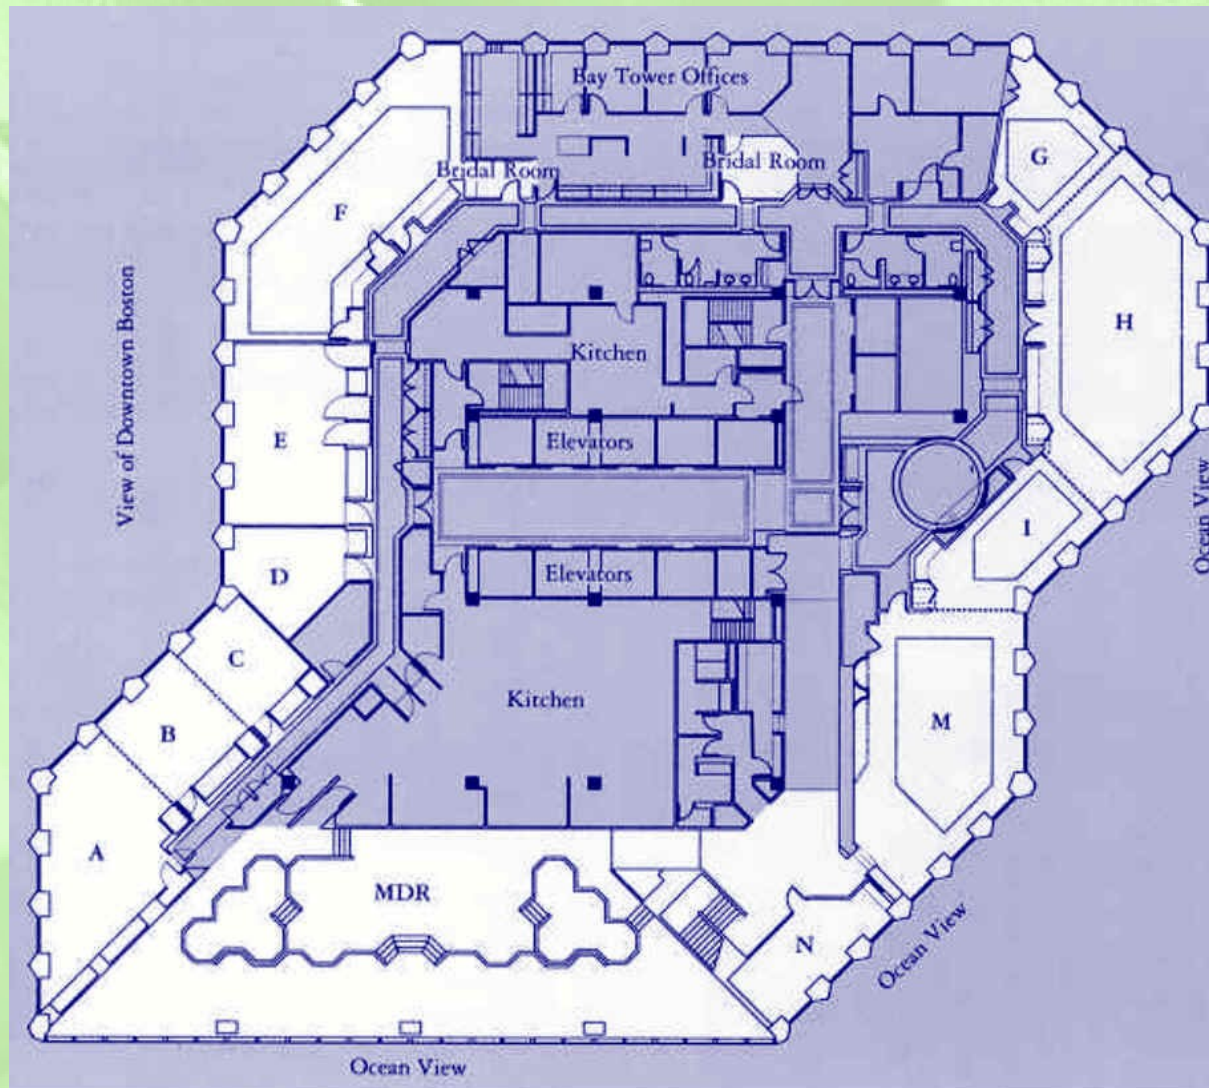 Bay Tower Offices
Bridal Room
Bridal Room
G
F
H
View of Downtown Boston
Kitchen
E
Elevators
Ocean View
I
D
Elevators
C
Kitchen
B
M
A
MDR
N
Ocean View
Ocean View